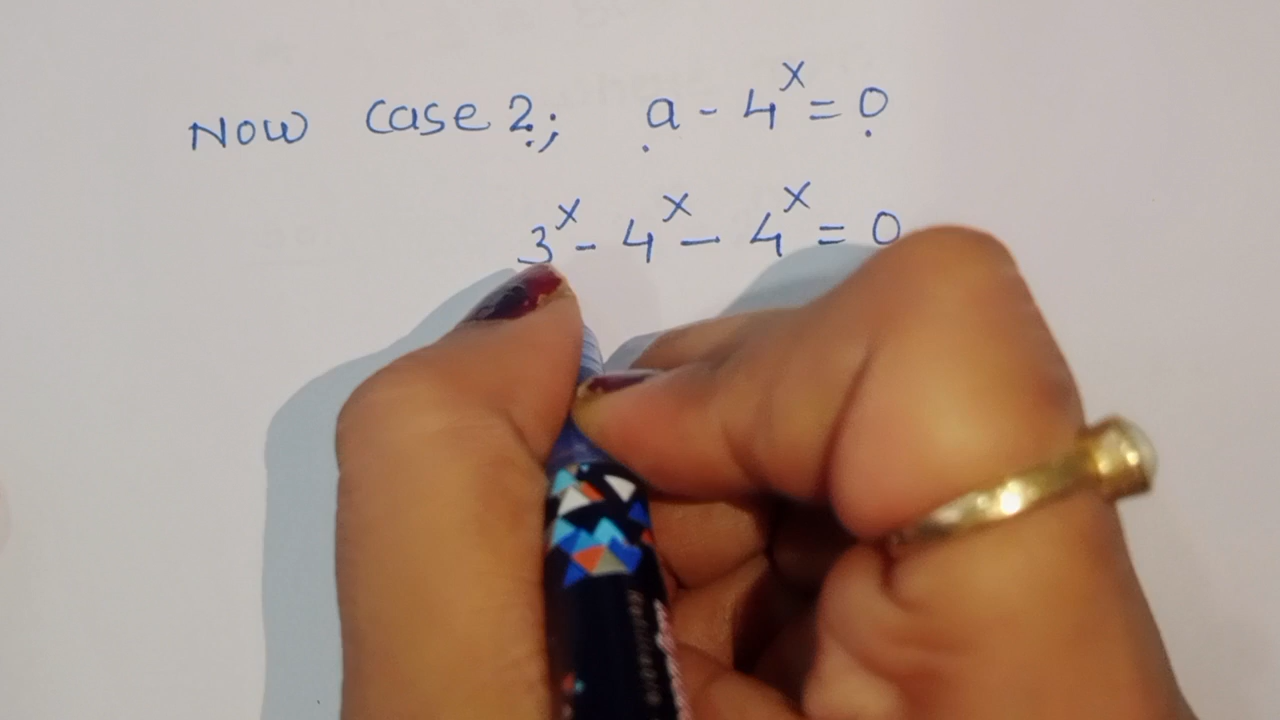 Now case 2; a - 4^x = 0
3^x - 4^x - 4^x = 0